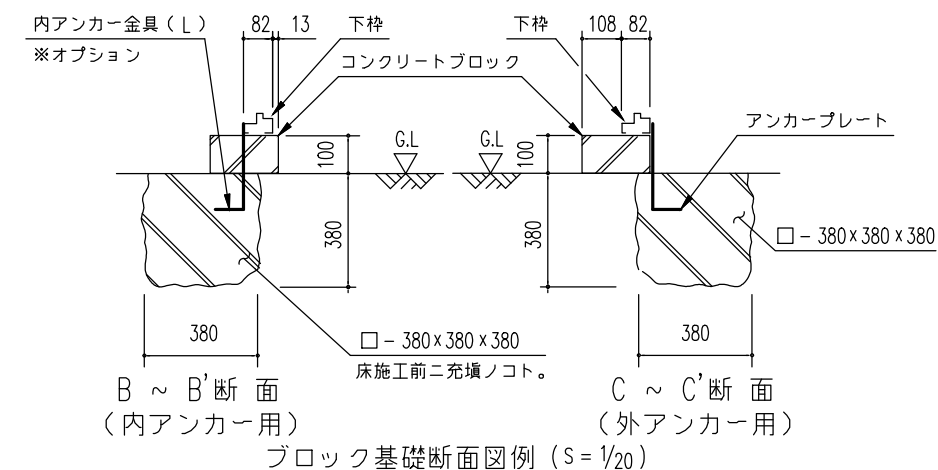 内アンカー金具(L)
※オプション
82
13
下枠
コンクリートブロック
下枠
108
82
アンカープレート
G.L
100
380
G.L
100
380
□-380×380×380
380
□-380×380×380
床施工前ニ充填ノコト。
380
B ~ B'断 面
(内アンカー用)
C ~ C'断 面
(外アンカー用)
ブロック基礎断面図例(S=1/20)